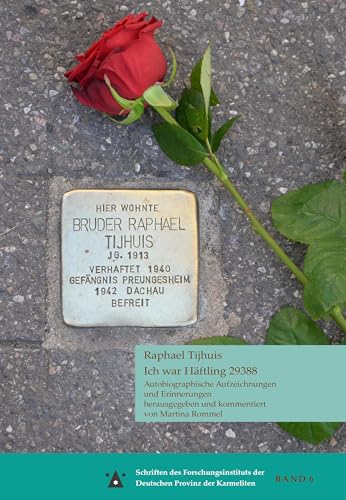 HIER WOHNTE
BRUDER RAPHAEL
TIJHUIS
JG. 1913
VERHAFTET 1940
GEFÄNGNIS PREUNGESHEIM
1942 DACHAU
BEFREIT
Raphael Tijhuis
Ich war Häftling 29388
Autobiographische Aufzeichnungen
und Erinnerungen
herausgegeben und kommentiert
von Martina Rommel
Schriften des Forschungsinstituts der
Deutschen Provinz der Karmeliten
BAND 6